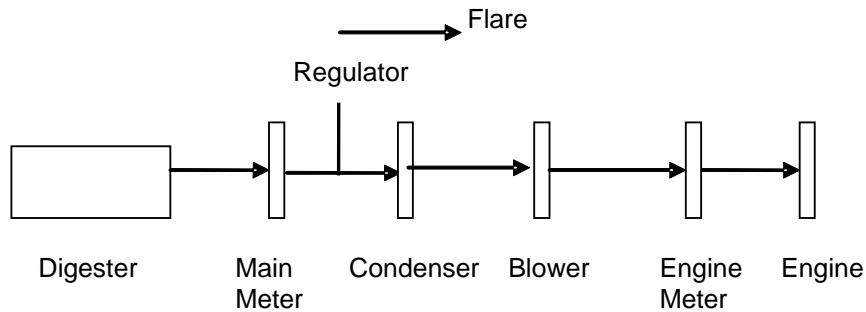 Flare
Regulator
Digester
Main
Meter
Condenser
Blower
Engine
Meter
Engine